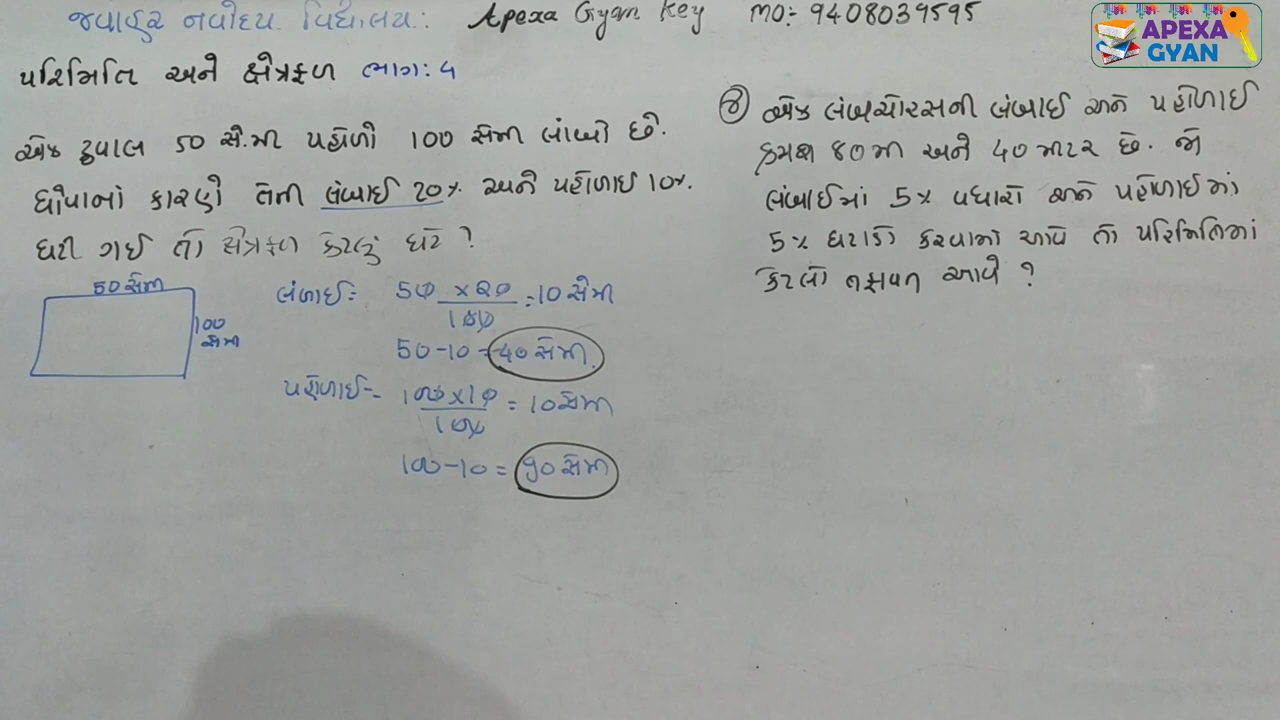 જવાહર નવોદય વિદ્યાલય: Apexa Gyan Key MO: 9408039595
APEXA GYAN
પરિમિતિ અને ક્ષેત્રફળ ભાગ: 4
એક રૂમાલ 50 સે.મી પહોળો 100 સેમી લાંબો છે.
ધોવાના કારણે તેની લંબાઈ 20% અને પહોળાઈ 10%.
ઘટી ગઈ તો ક્ષેત્રફળ કેટલું ઘટે ?
50 સેમી
100 સેમી
લંબાઈ: 50 × 20 / 100 = 10 સેમી
50 - 10 = 40 સેમી.
પહોળાઈ - 100 × 10 / 100 = 10 સેમી
100 - 10 = 90 સેમી
④ એક લંબચોરસની લંબાઈ અને પહોળાઈ
ક્રમશ 80 મી અને 40 મીટર છે. જો
લંબાઈમાં 5% વધારો અને પહોળાઈમાં
5% ઘટાડો કરવામાં આવે તો પરિમિતિમાં
કેટલો તફાવત આવે ?